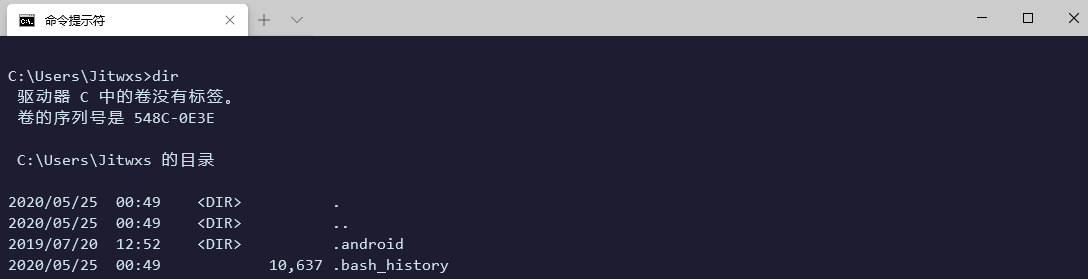 命令提示符
C:\Users\Jitwxs>dir
 驱动器 C 中的卷没有标签。
 卷的序列号是 548C-0E3E
 C:\Users\Jitwxs 的目录
2020/05/25  00:49    <DIR>          .
2020/05/25  00:49    <DIR>          ..
2019/07/20  12:52    <DIR>          .android
2020/05/25  00:49            10,637 .bash_history